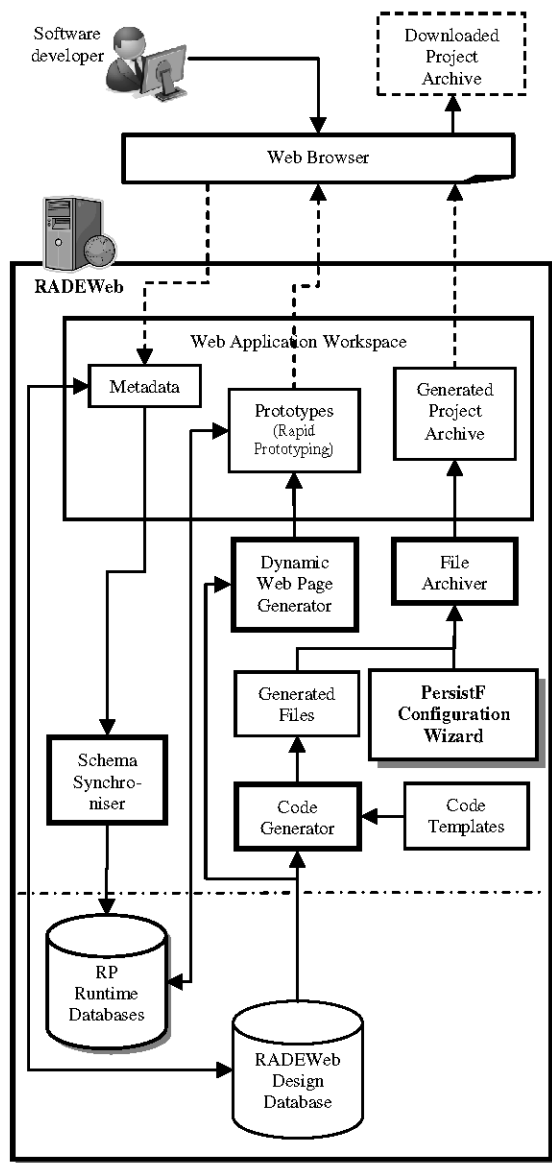 Software
developer
Downloaded
Project
Archive
Web Browser
RADEWeb
Web Application Workspace
Metadata
Prototypes
(Rapid
Prototyping)
Generated
Project
Archive
Dynamic
Web Page
Generator
File
Archiver
Generated
Files
PersistF
Configuration
Wizard
Schema
Synchro-
niser
Code
Generator
Code
Templates
RP
Runtime
Databases
RADEWeb
Design
Database